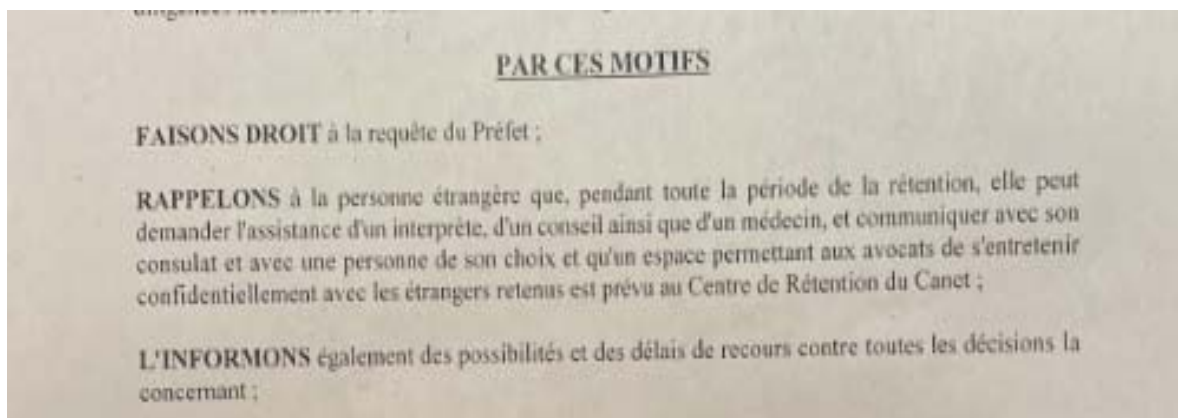 PAR CES MOTIFS
FAISONS DROIT à la requête du Préfet ;
RAPPELONS à la personne étrangère que, pendant toute la période de la rétention, elle peut
demander l'assistance d'un interprète, d'un conseil ainsi que d'un médecin, et communiquer avec son
consulat et avec une personne de son choix et qu'un espace permettant aux avocats de s'entretenir
confidentiellement avec les étrangers retenus est prévu au Centre de Rétention du Canet ;
L'INFORMONS également des possibilités et des délais de recours contre toutes les décisions la
concernant ;